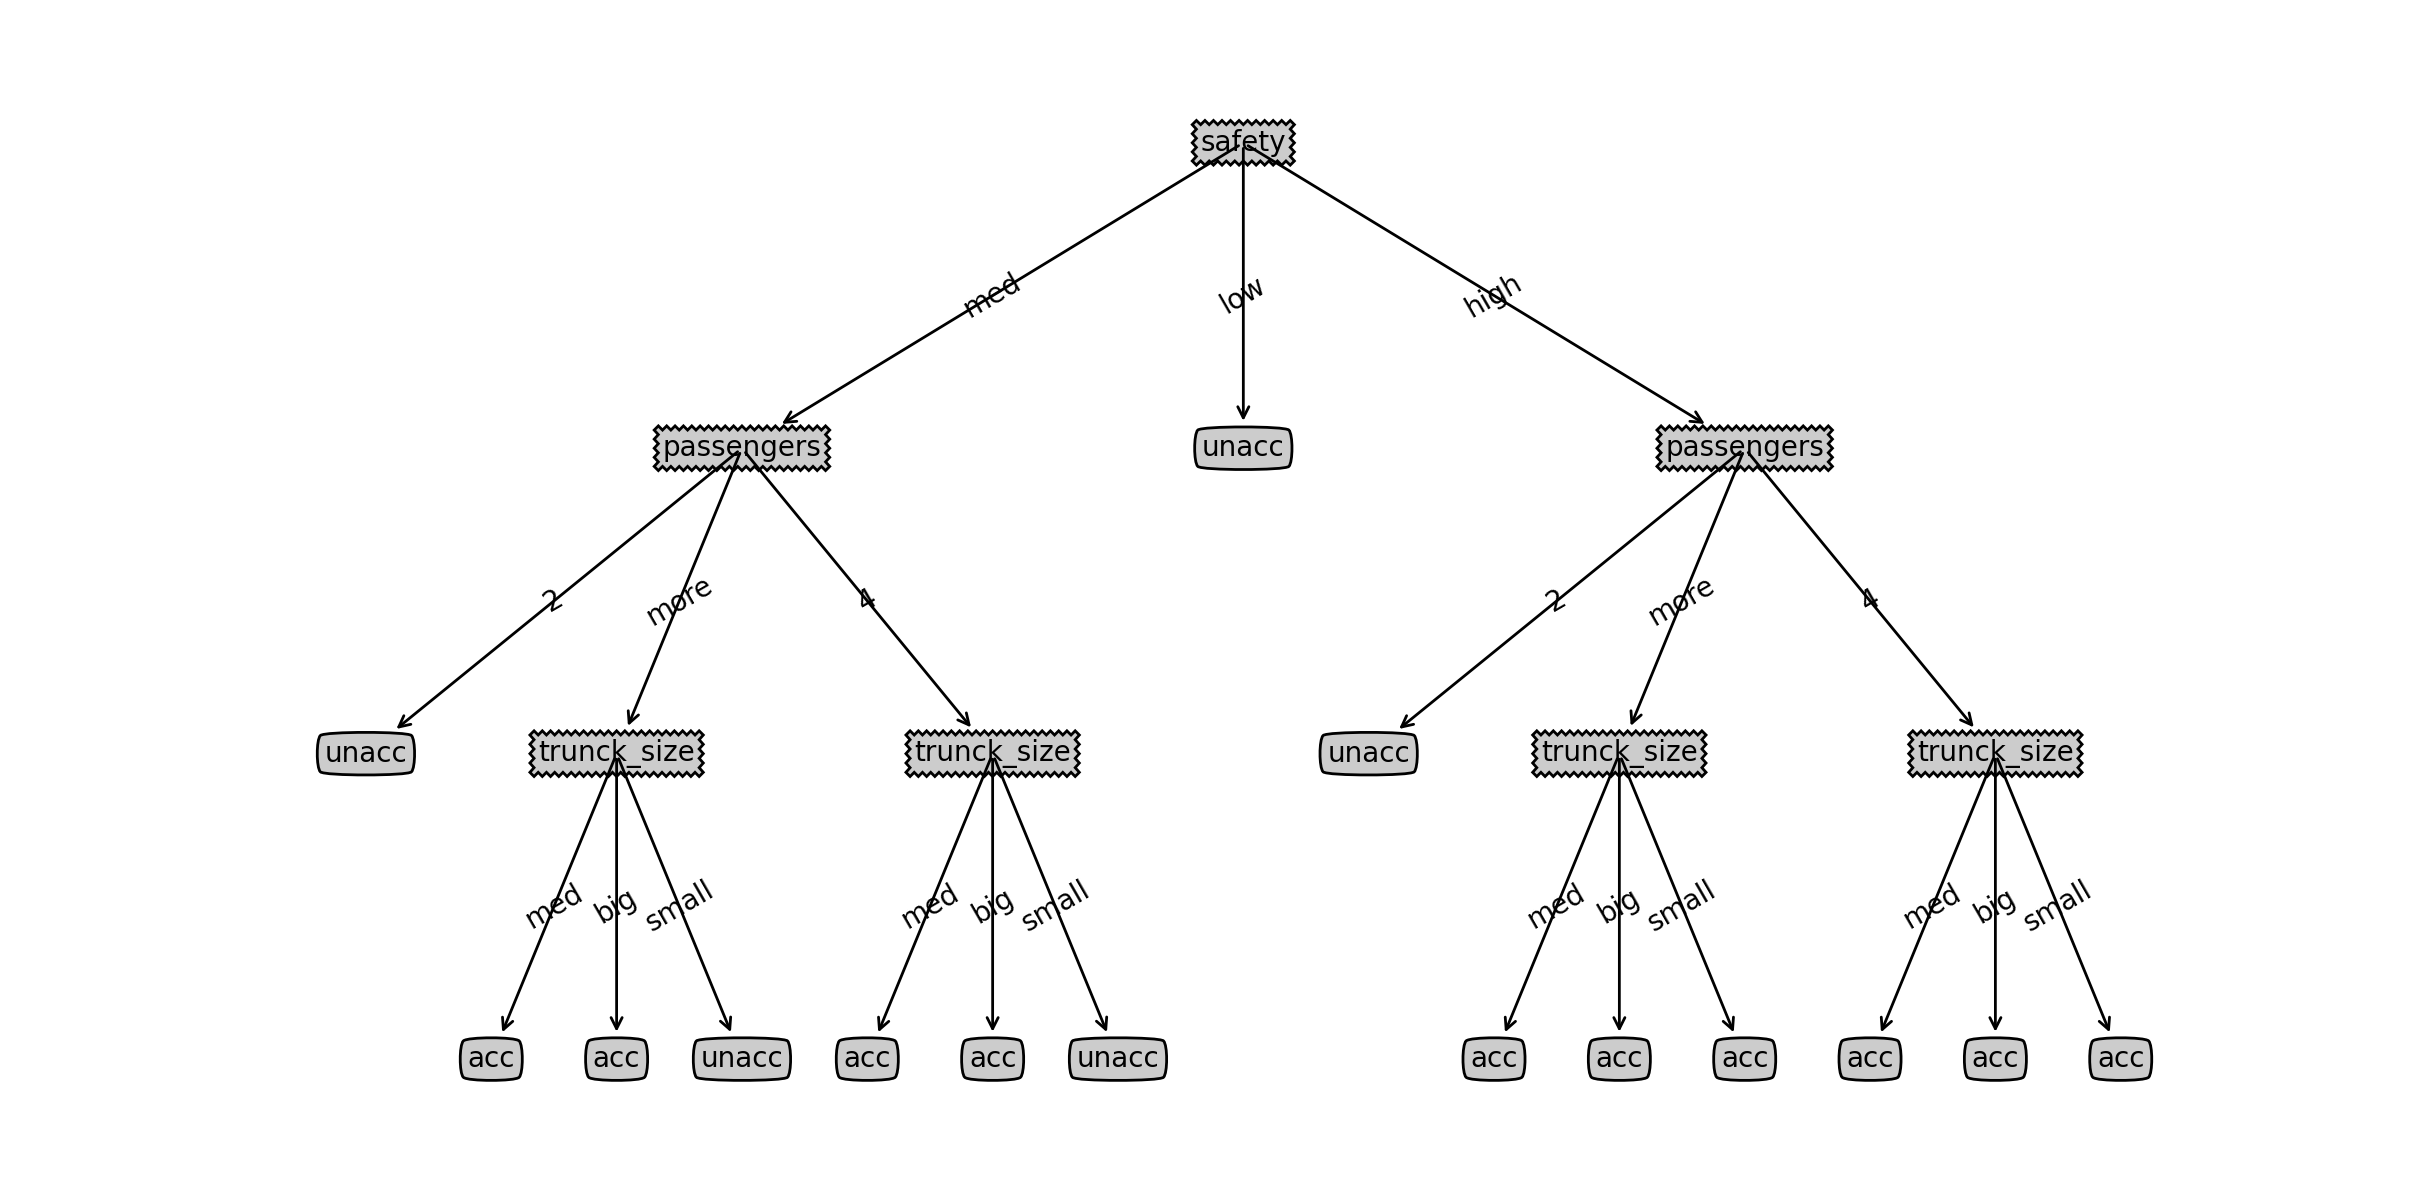 safety
med low high
passengers unacc passengers
2 more 4 2 more 4
unacc trunck_size trunck_size unacc trunck_size trunck_size
med big small med big small med big small med big small
acc acc unacc acc acc unacc acc acc acc acc acc acc